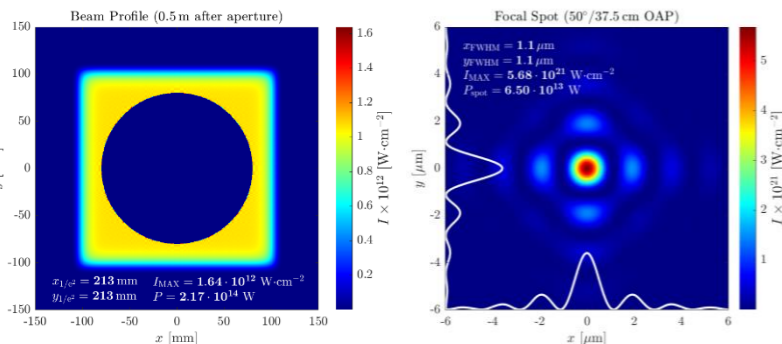 Beam Profile (0.5 m after aperture)
150
100
50
0
-50
-100
-150
-150 -100 -50 0 50 100 150
x [mm]
x1/e² = 213 mm
y1/e² = 213 mm
IMAX = 1.64 · 10¹² W·cm⁻²
P = 2.17 · 10¹⁴ W
1.6
1.4
1.2
1
0.8
0.6
0.4
0.2
I × 10¹² [W·cm⁻²]
Focal Spot (50°/37.5 cm OAP)
xFWHM = 1.1 μm
yFWHM = 1.1 μm
IMAX = 5.68 · 10²¹ W·cm⁻²
Pspot = 6.50 · 10¹³ W
6
4
2
0
-2
-4
-6
y [μm]
-6 -4 -2 0 2 4 6
x [μm]
5
4
3
2
1
I × 10²¹ [W·cm⁻²]